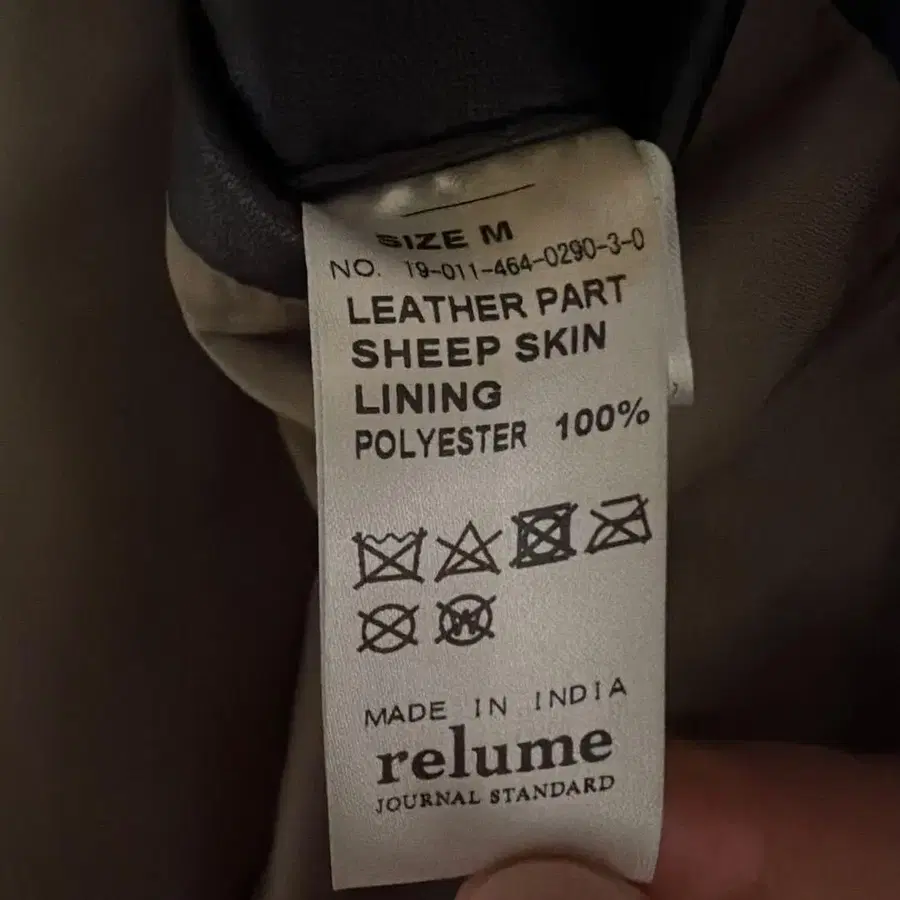 SIZE M
NO. 19-011-464-0290-3-0
LEATHER PART
SHEEP SKIN
LINING
POLYESTER 100%
W
MADE IN INDIA
relume
JOURNAL STANDARD